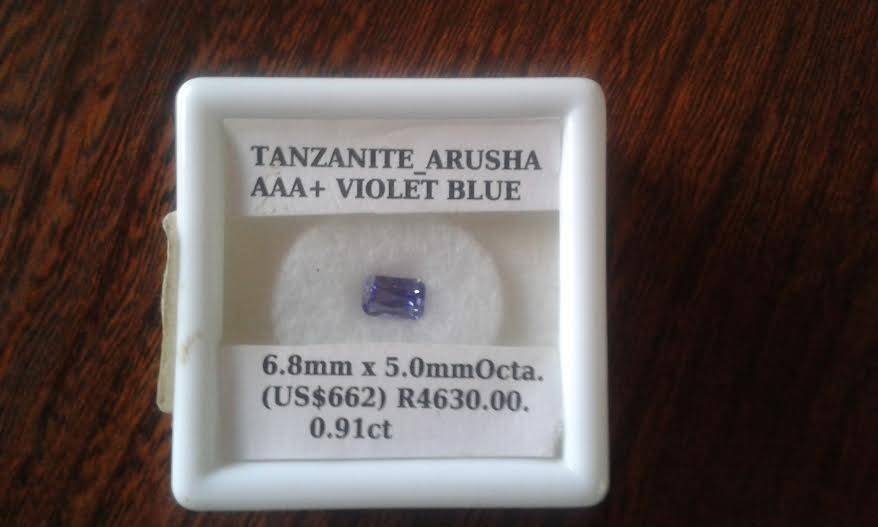 TANZANITE_ARUSHA
AAA+ VIOLET BLUE
6.8mm x 5.0mmOcta.
(US$662) R4630.00.
0.91ct